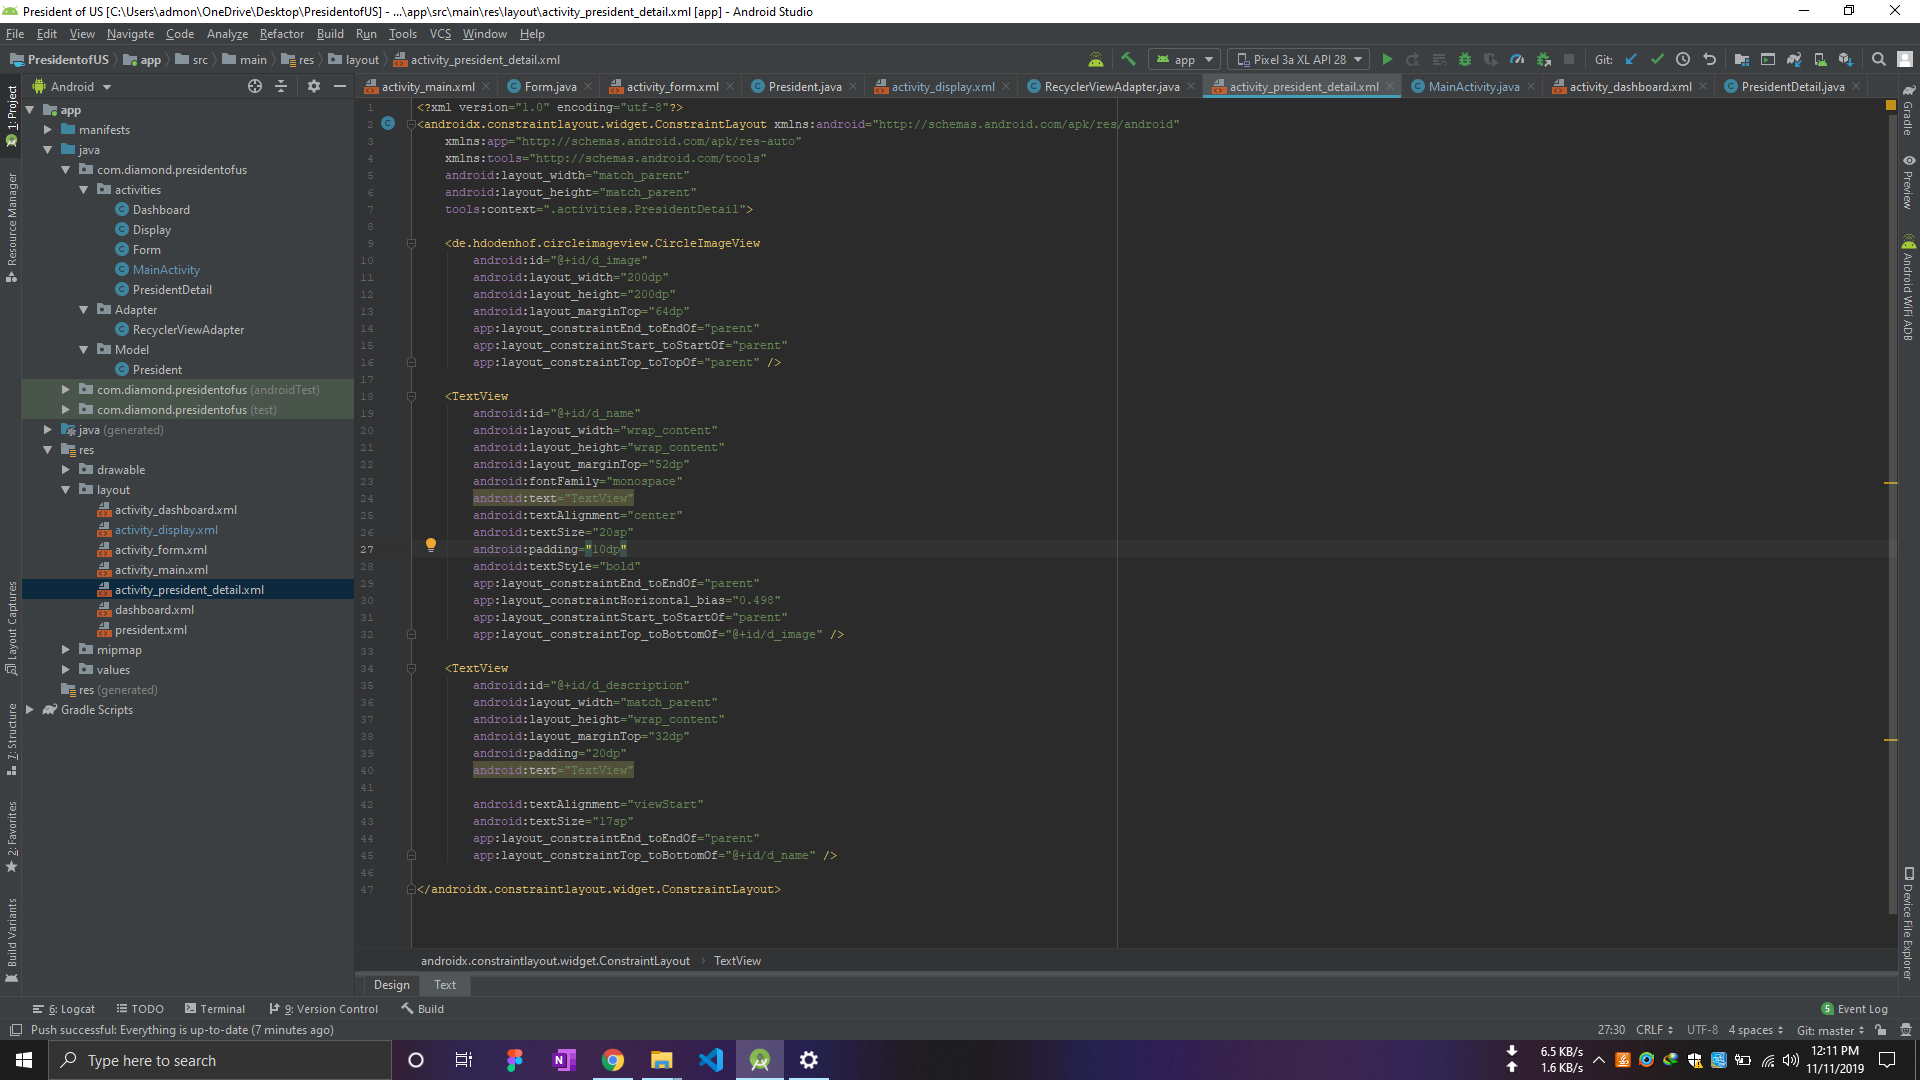 President of US [C:\Users\admon\OneDrive\Desktop\PresidentofUS] - ...\app\src\main\res\layout\activity_president_detail.xml [app] - Android Studio
File Edit View Navigate Code Analyze Refactor Build Run Tools VCS Window Help
PresidentofUS app src main res layout activity_president_detail.xml app Pixel 3a XL API 28 Git:
Android activity_main.xml Form.java activity_form.xml President.java activity_display.xml RecyclerViewAdapter.java activity_president_detail.xml MainActivity.java activity_dashboard.xml PresidentDetail.java
1: Project
Resource Manager
Layout Captures
7: Structure
2: Favorites
Build Variants
app
manifests
java
com.diamond.presidentofus
activities
Dashboard
Display
Form
MainActivity
PresidentDetail
Adapter
RecyclerViewAdapter
Model
President
com.diamond.presidentofus (androidTest)
com.diamond.presidentofus (test)
java (generated)
res
drawable
layout
activity_dashboard.xml
activity_display.xml
activity_form.xml
activity_main.xml
activity_president_detail.xml
dashboard.xml
president.xml
mipmap
values
res (generated)
Gradle Scripts
1 <?xml version="1.0" encoding="utf-8"?>
2 <androidx.constraintlayout.widget.ConstraintLayout xmlns:android="http://schemas.android.com/apk/res/android"
3 xmlns:app="http://schemas.android.com/apk/res-auto"
4 xmlns:tools="http://schemas.android.com/tools"
5 android:layout_width="match_parent"
6 android:layout_height="match_parent"
7 tools:context=".activities.PresidentDetail">
8
9 <de.hdodenhof.circleimageview.CircleImageView
10 android:id="@+id/d_image"
11 android:layout_width="200dp"
12 android:layout_height="200dp"
13 android:layout_marginTop="64dp"
14 app:layout_constraintEnd_toEndOf="parent"
15 app:layout_constraintStart_toStartOf="parent"
16 app:layout_constraintTop_toTopOf="parent" />
17
18 <TextView
19 android:id="@+id/d_name"
20 android:layout_width="wrap_content"
21 android:layout_height="wrap_content"
22 android:layout_marginTop="52dp"
23 android:fontFamily="monospace"
24 android:text="TextView"
25 android:textAlignment="center"
26 android:textSize="20sp"
27 android:padding="10dp"
28 android:textStyle="bold"
29 app:layout_constraintEnd_toEndOf="parent"
30 app:layout_constraintHorizontal_bias="0.498"
31 app:layout_constraintStart_toStartOf="parent"
32 app:layout_constraintTop_toBottomOf="@+id/d_image" />
33
34 <TextView
35 android:id="@+id/d_description"
36 android:layout_width="match_parent"
37 android:layout_height="wrap_content"
38 android:layout_marginTop="32dp"
39 android:padding="20dp"
40 android:text="TextView"
41
42 android:textAlignment="viewStart"
43 android:textSize="17sp"
44 app:layout_constraintEnd_toEndOf="parent"
45 app:layout_constraintTop_toBottomOf="@+id/d_name" />
46
47 </androidx.constraintlayout.widget.ConstraintLayout>
Gradle
Preview
Android WiFi ADB
Device File Explorer
androidx.constraintlayout.widget.ConstraintLayout TextView
Design Text
6: Logcat TODO Terminal 9: Version Control Build 5 Event Log
Push successful: Everything is up-to-date (7 minutes ago) 27:30 CRLF UTF-8 4 spaces Git: master
Type here to search
6.5 KB/s
1.6 KB/s
12:11 PM
11/11/2019